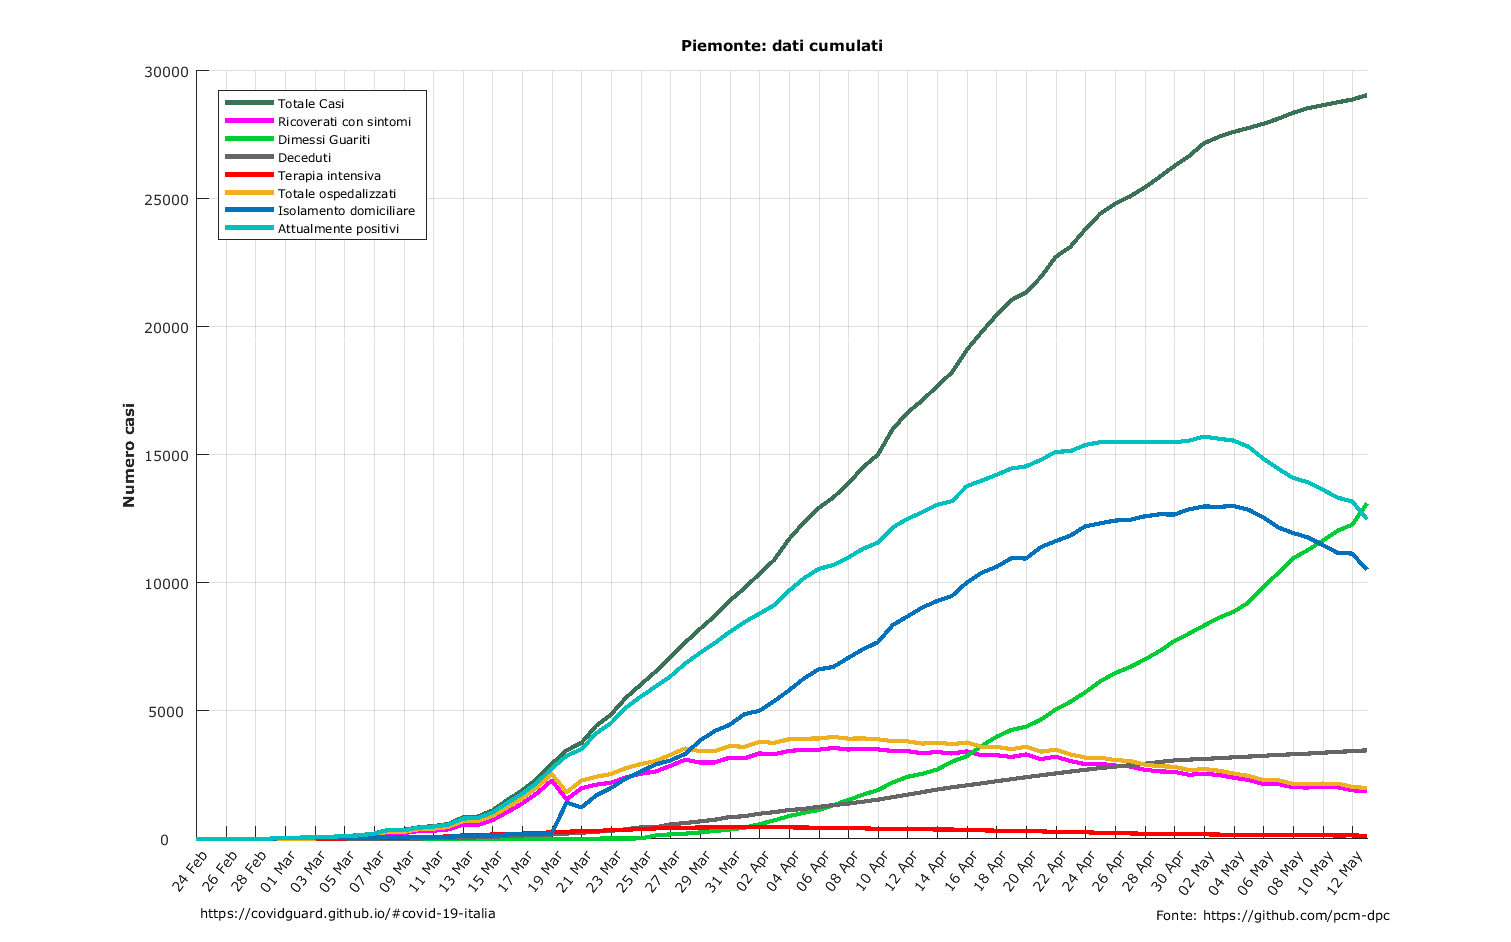 Piemonte: dati cumulati
Numero casi
30000
25000
20000
15000
10000
5000
0
Totale Casi
Ricoverati con sintomi
Dimessi Guariti
Deceduti
Terapia intensiva
Totale ospedalizzati
Isolamento domiciliare
Attualmente positivi
24 Feb
26 Feb
28 Feb
01 Mar
03 Mar
05 Mar
07 Mar
09 Mar
11 Mar
13 Mar
15 Mar
17 Mar
19 Mar
21 Mar
23 Mar
25 Mar
27 Mar
29 Mar
31 Mar
02 Apr
04 Apr
06 Apr
08 Apr
10 Apr
12 Apr
14 Apr
16 Apr
18 Apr
20 Apr
22 Apr
24 Apr
26 Apr
28 Apr
30 Apr
02 May
04 May
06 May
08 May
10 May
12 May
https://covidguard.github.io/#covid-19-italia
Fonte: https://github.com/pcm-dpc